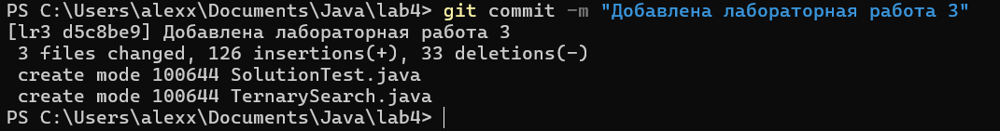 PS C:\Users\alexx\Documents\Java\lab4> git commit -m "Добавлена лабораторная работа 3"
[lr3 d5c8be9] Добавлена лабораторная работа 3
 3 files changed, 126 insertions(+), 33 deletions(-)
 create mode 100644 SolutionTest.java
 create mode 100644 TernarySearch.java
PS C:\Users\alexx\Documents\Java\lab4>